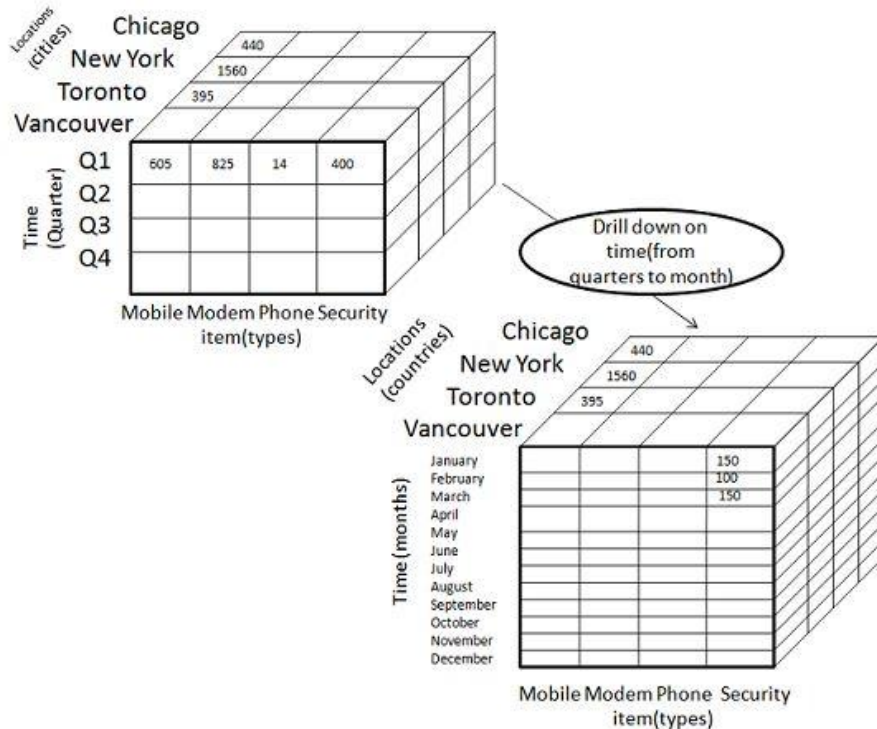 Locations
(cities)
Chicago
New York
Toronto
Vancouver
440
1560
395
Time
(Quarter)
Q1
Q2
Q3
Q4
605 825 14 400
Mobile Modem Phone Security
item(types)
Drill down on
time(from
quarters to month)
Locations
(countries)
Chicago
New York
Toronto
Vancouver
440
1560
395
Time (months)
January 150
February 100
March 150
April
May
June
July
August
September
October
November
December
Mobile Modem Phone Security
item(types)